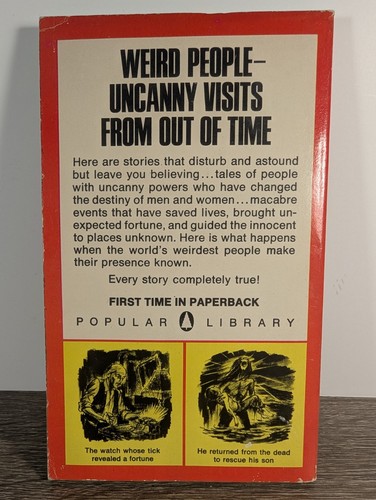 WEIRD PEOPLE—
UNCANNY VISITS
FROM OUT OF TIME
Here are stories that disturb and astound
but leave you believing...tales of people
with uncanny powers who have changed
the destiny of men and women...macabre
events that have saved lives, brought un-
expected fortune, and guided the innocent
to places unknown. Here is what happens
when the world's weirdest people make
their presence known.
Every story completely true!
FIRST TIME IN PAPERBACK
POPULAR LIBRARY
The watch whose tick
revealed a fortune
He returned from the dead
to rescue his son